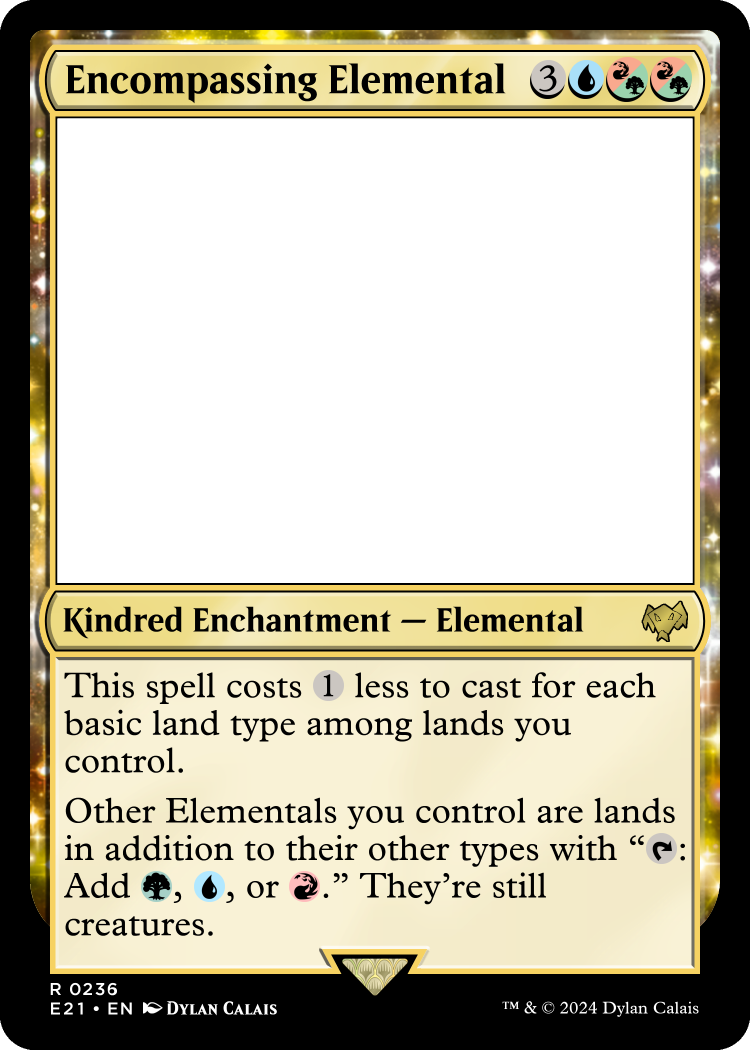 Encompassing Elemental 3
Kindred Enchantment — Elemental
This spell costs 1 less to cast for each
basic land type among lands you
control.
Other Elementals you control are lands
in addition to their other types with “ :
Add , , or .” They’re still
creatures.
R 0236
E21 • EN Dylan Calais
™ & © 2024 Dylan Calais